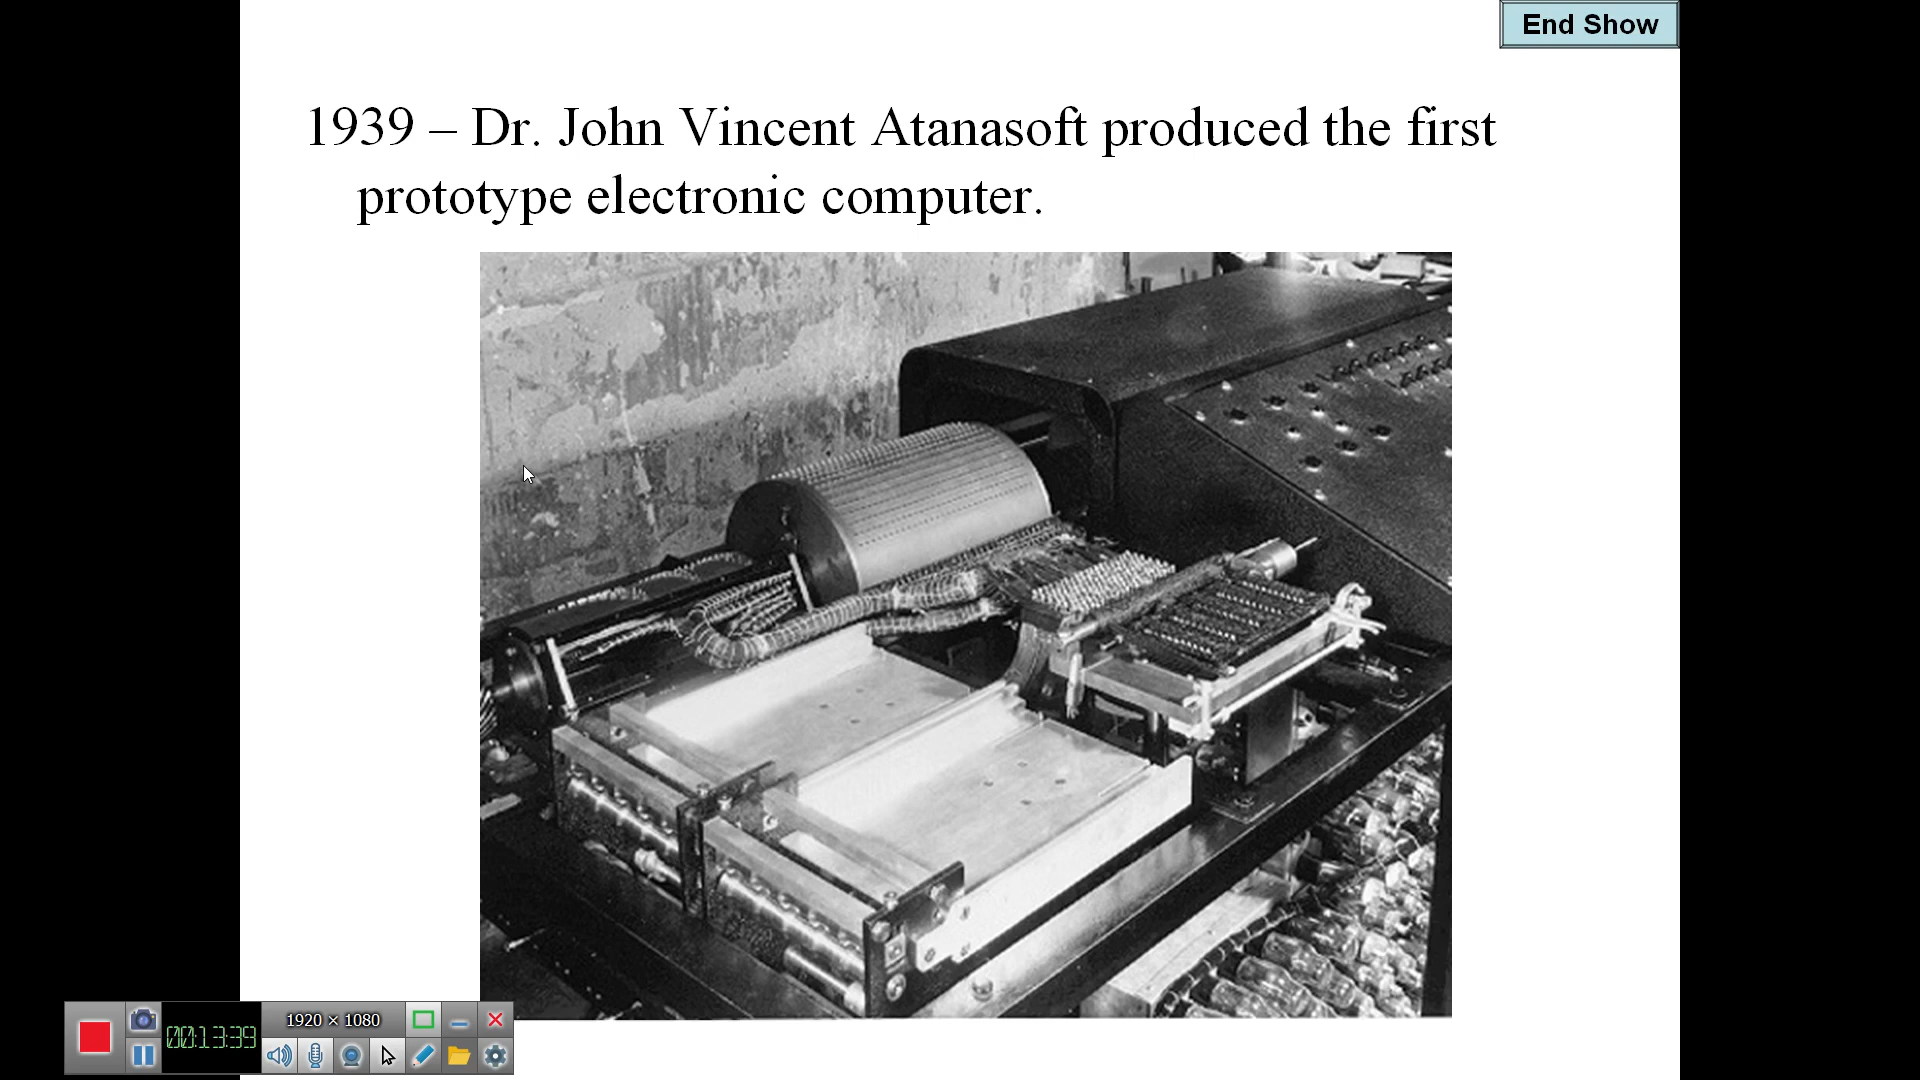 End Show
1939 – Dr. John Vincent Atanasoft produced the first
prototype electronic computer.
1920 × 1080
00:13:39